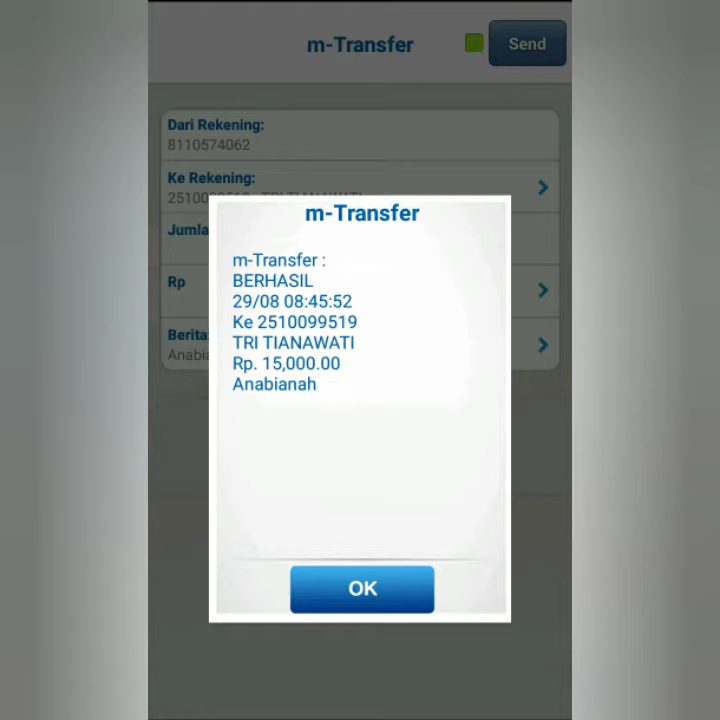 m-Transfer
Send
Dari Rekening:
8110574062
Ke Rekening:
m-Transfer
m-Transfer :
BERHASIL
29/08 08:45:52
Ke 2510099519
TRI TIANAWATI
Rp. 15,000.00
Anabianah
Rp
Berita:
OK